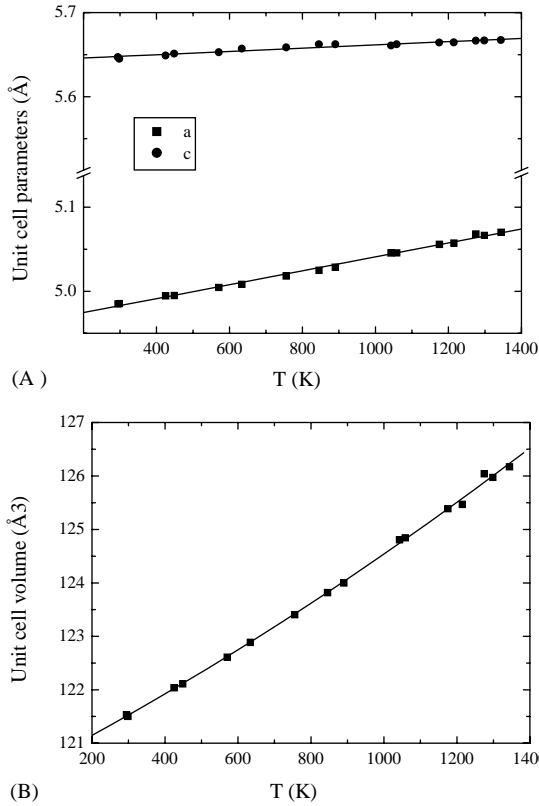 5.7
5.6
5.1
5.0
Unit cell parameters (Å)
a
c
400 600 800 1000 1200 1400
(A ) T (K)
127
126
125
124
123
122
121
Unit cell volume (Å3)
200 400 600 800 1000 1200 140
(B) T (K)